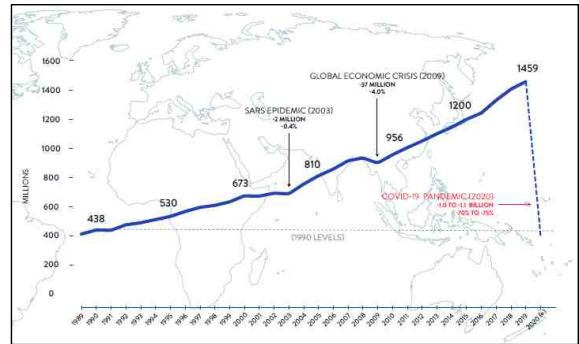 1600
1459
GLOBAL ECONOMIC CRISIS (2009)
-37 MILLION
-4.0%
1400
1200
1200
SARS EPIDEMIC (2003)
-2 MILLION
-0.4%
956
1000
810
800
673
COVID-19 PANDEMIC (2020)
-1.0 TO -1.1 BILLION
-70% TO -75%
MILLIONS
600
530
438
(1990 LEVELS)
400
200
0
1989 1990 1991 1992 1993 1994 1995 1996 1997 1998 1999 2000 2001 2002 2003 2004 2005 2006 2007 2008 2009 2010 2011 2012 2013 2014 2015 2016 2017 2018 2019 2020 (e)